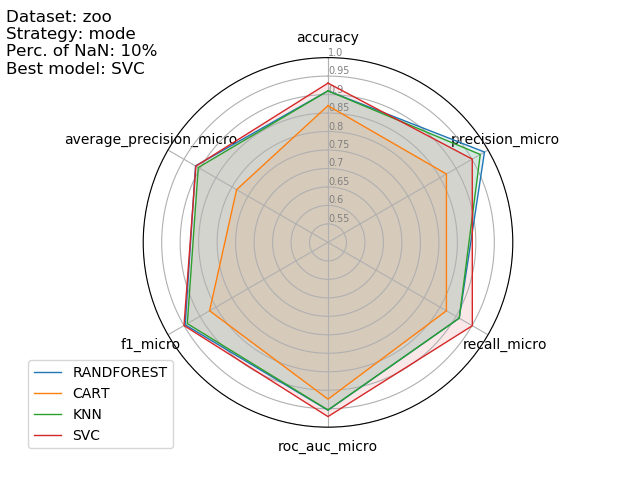 Dataset: zoo
Strategy: mode
Perc. of NaN: 10%
Best model: SVC
accuracy
1.0
0.95
0.9
0.85
0.8
0.75
0.7
0.65
0.6
0.55
average_precision_micro
precision_micro
f1_micro
recall_micro
roc_auc_micro
RANDFOREST
CART
KNN
SVC